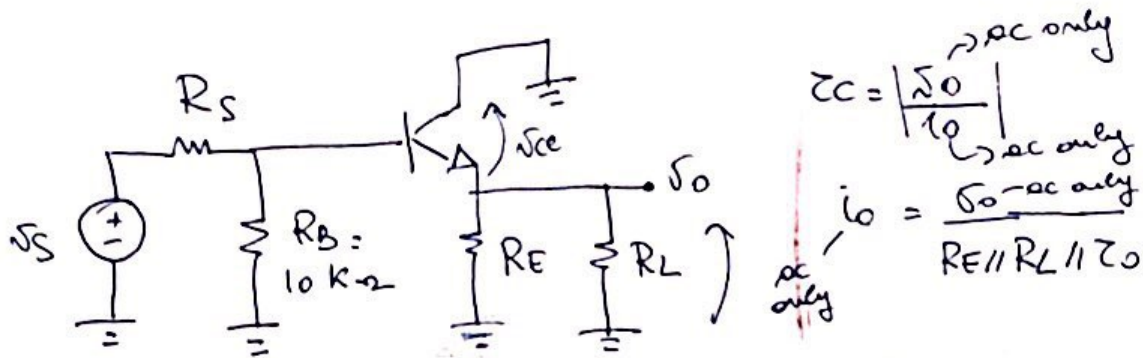 RS
vS
+
-
RB =
10 KΩ
vce
RE
RL
vo
rc = | vo / io |
→ ac only
→ ac only
io = vo / RE // RL // ro
ac only
ac only